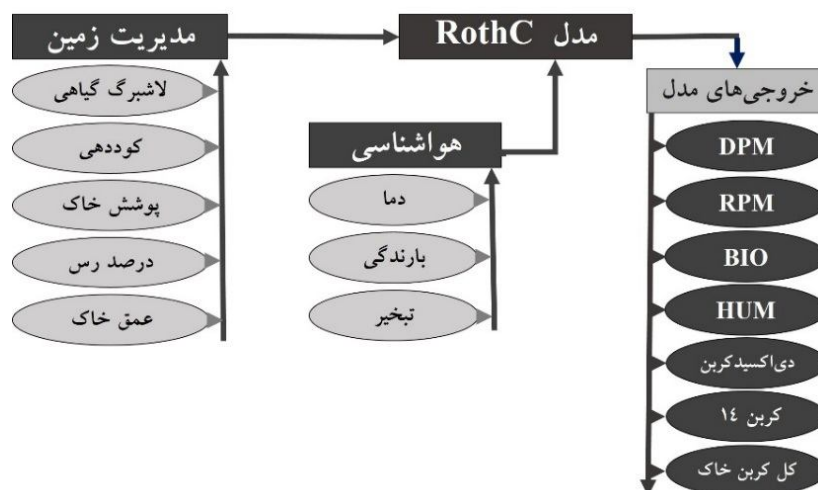 مدیریت زمین
لاشبرگ گیاهی
کوددهی
پوشش خاک
درصد رس
عمق خاک
مدل RothC
هواشناسی
دما
بارندگی
تبخیر
خروجی‌های مدل
DPM
RPM
BIO
HUM
دی‌اکسیدکربن
کربن ۱٤
کل کربن خاک